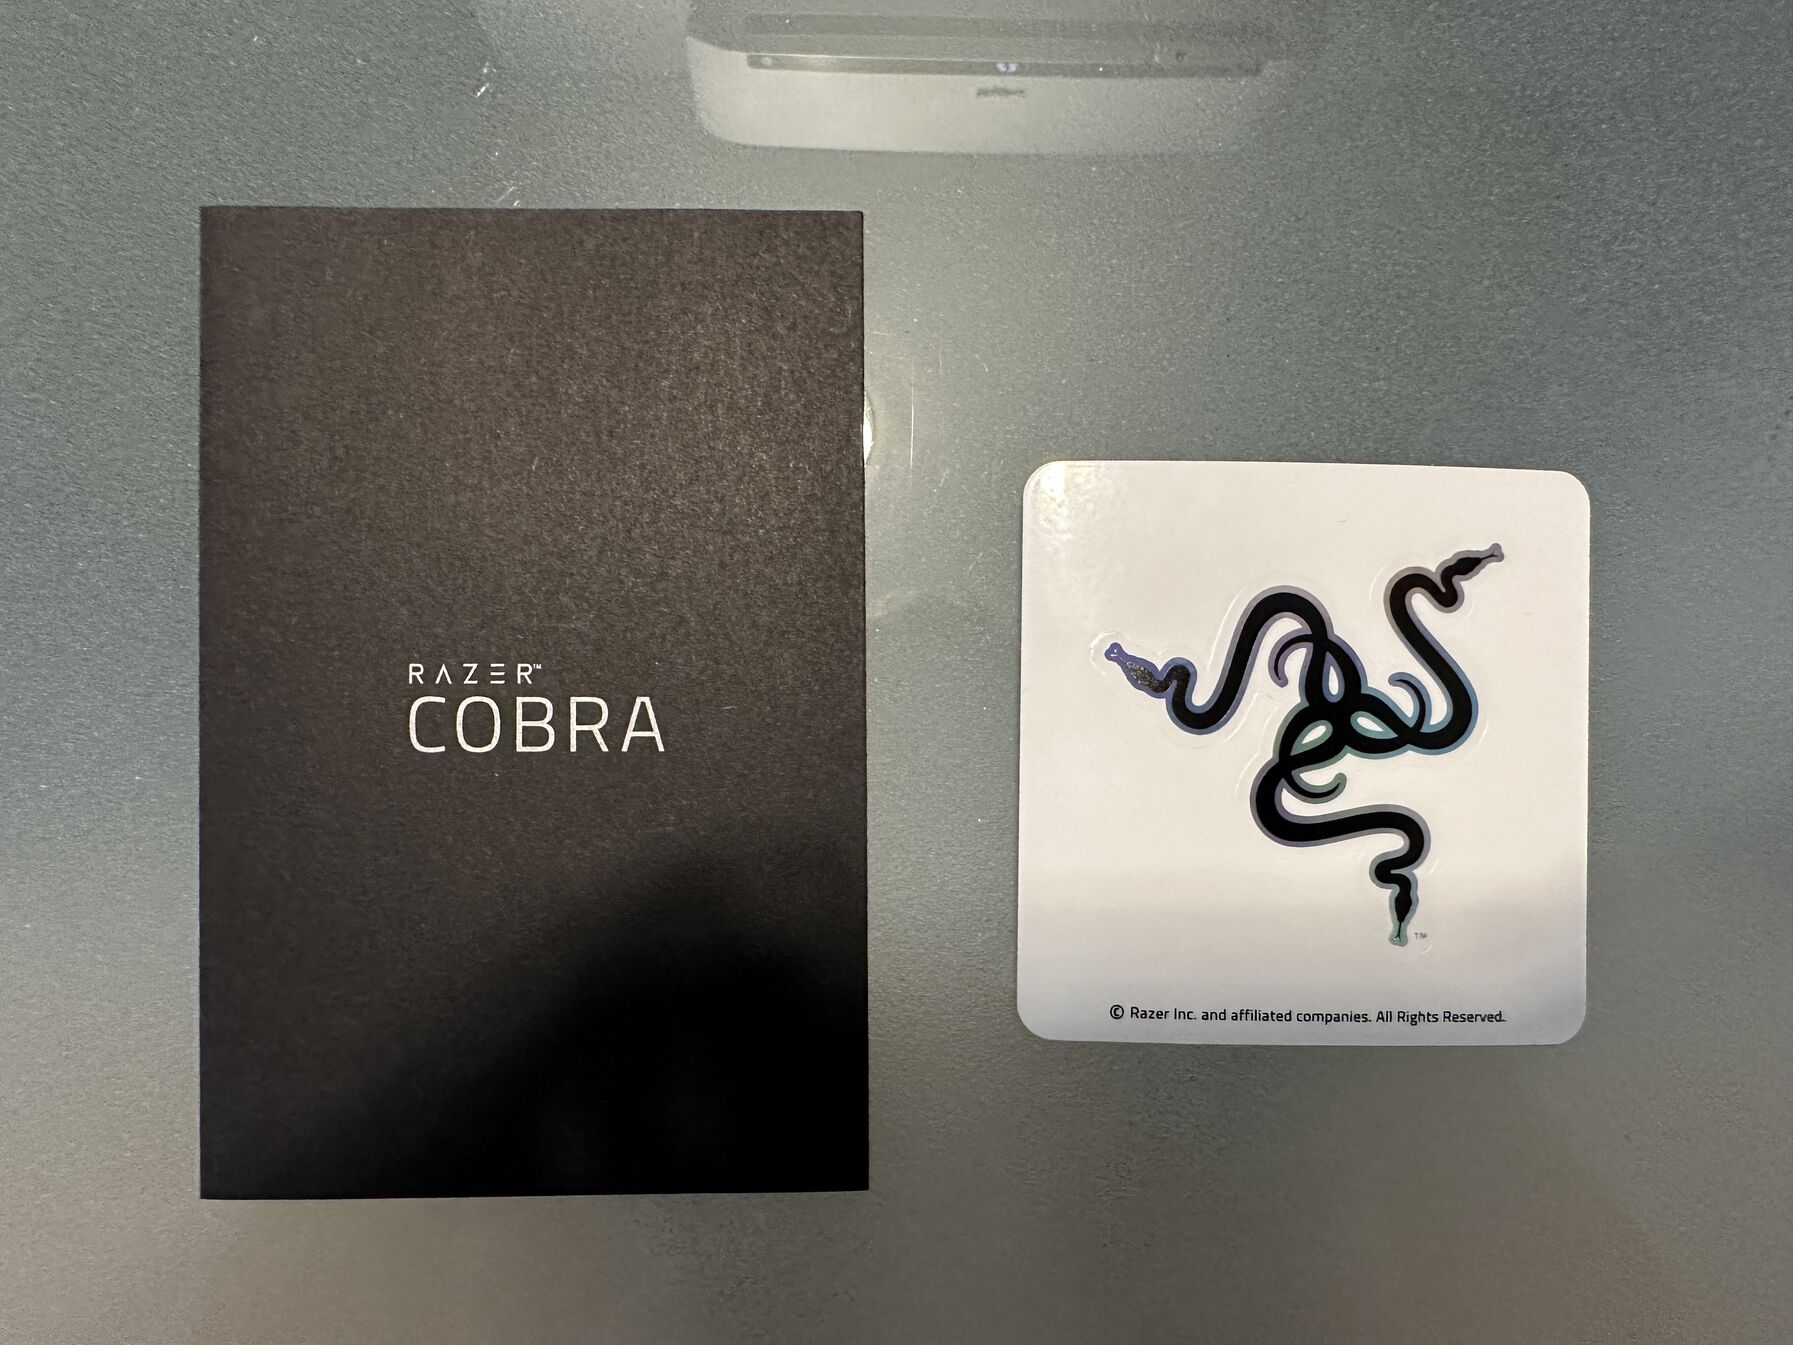 RAZER™
COBRA
™
© Razer Inc. and affiliated companies. All Rights Reserved.